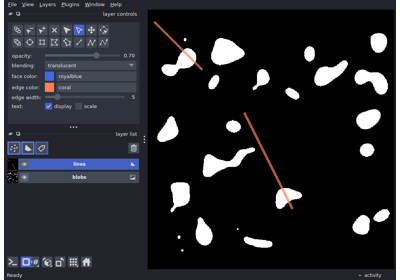 File View Layers Plugins Window Help
layer controls
opacity: 0.70
blending: translucent
face color: royalblue
edge color: coral
edge width: 5
text: display scale
layer list
lines
blobs
Ready activity